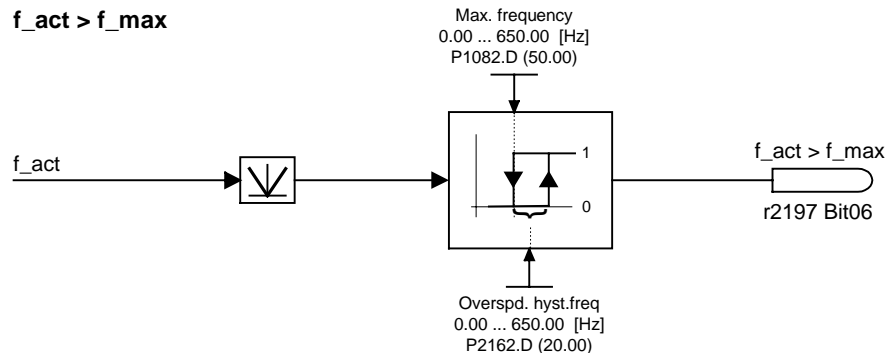 f_act > f_max
Max. frequency
0.00 ... 650.00 [Hz]
P1082.D (50.00)
f_act
1
0
f_act > f_max
r2197 Bit06
Overspd. hyst.freq
0.00 ... 650.00 [Hz]
P2162.D (20.00)